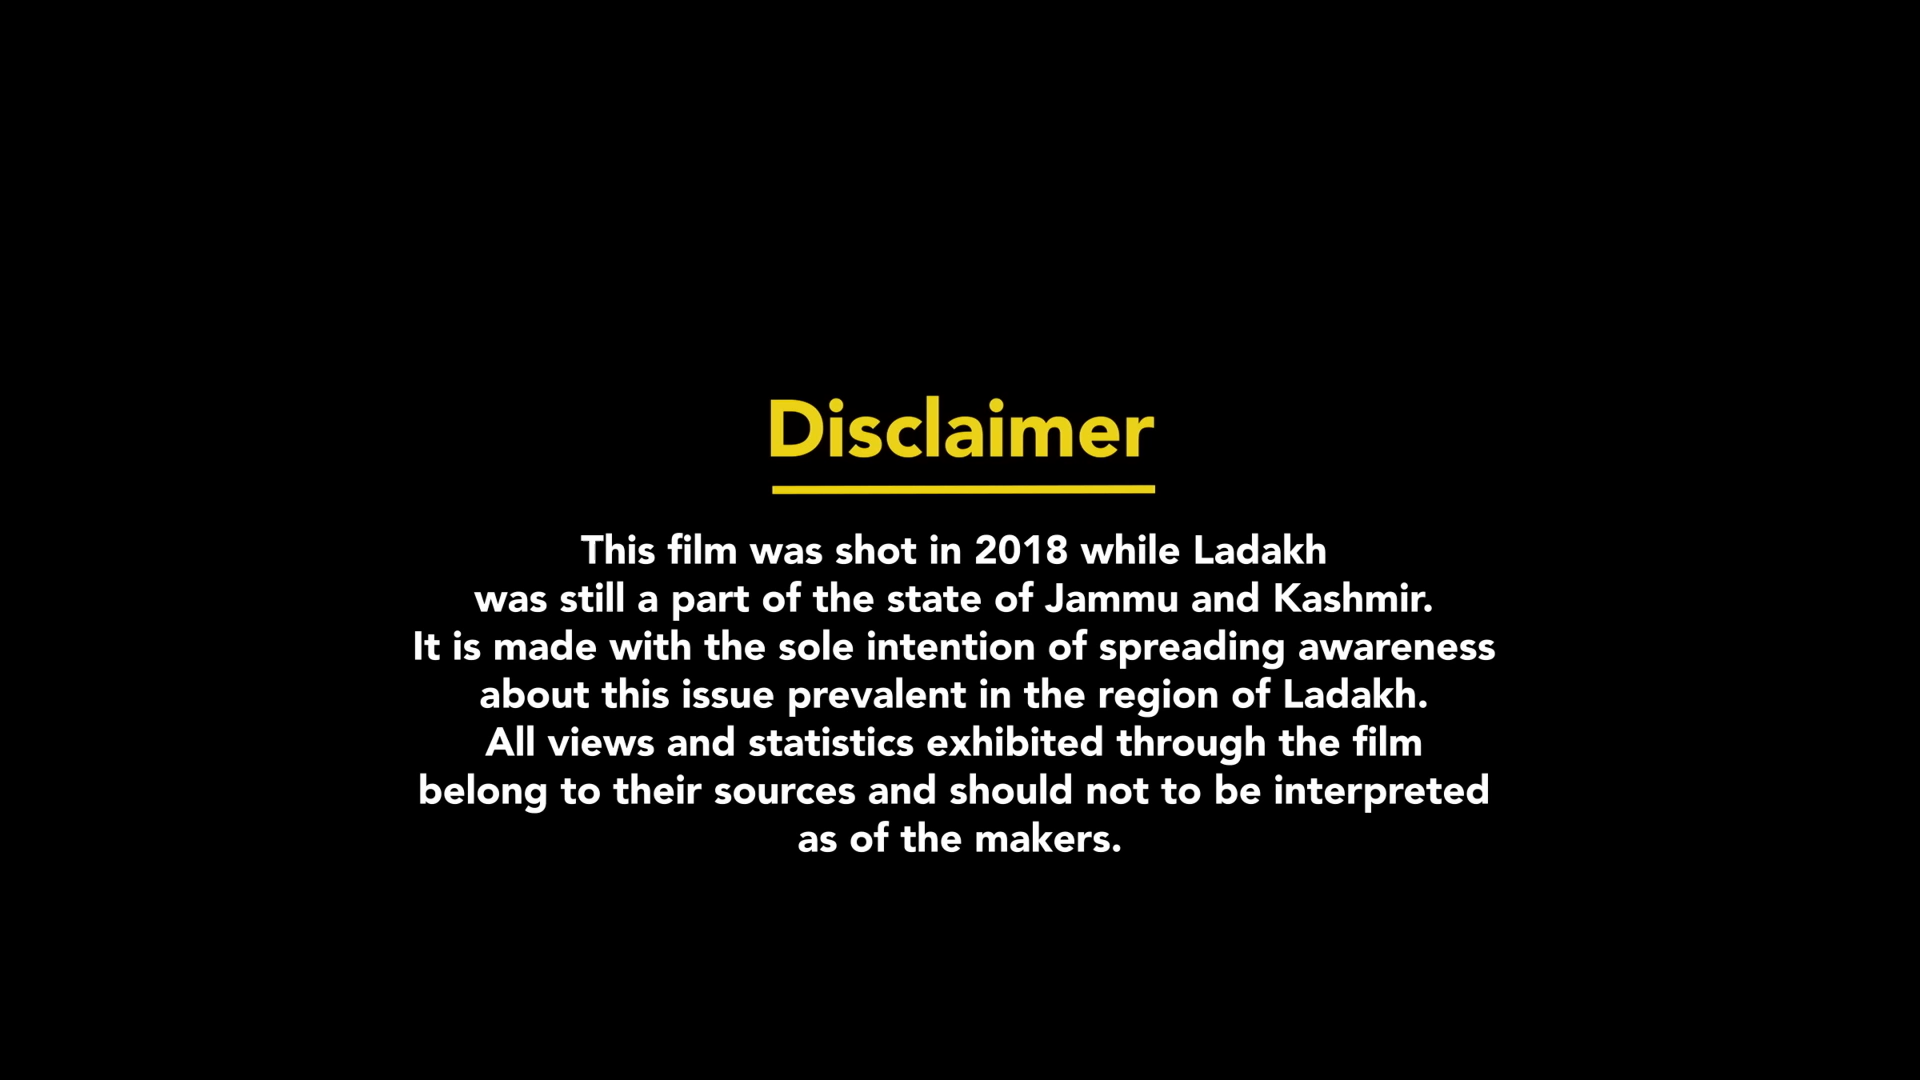 Disclaimer
This film was shot in 2018 while Ladakh
was still a part of the state of Jammu and Kashmir.
It is made with the sole intention of spreading awareness
about this issue prevalent in the region of Ladakh.
All views and statistics exhibited through the film
belong to their sources and should not to be interpreted
as of the makers.